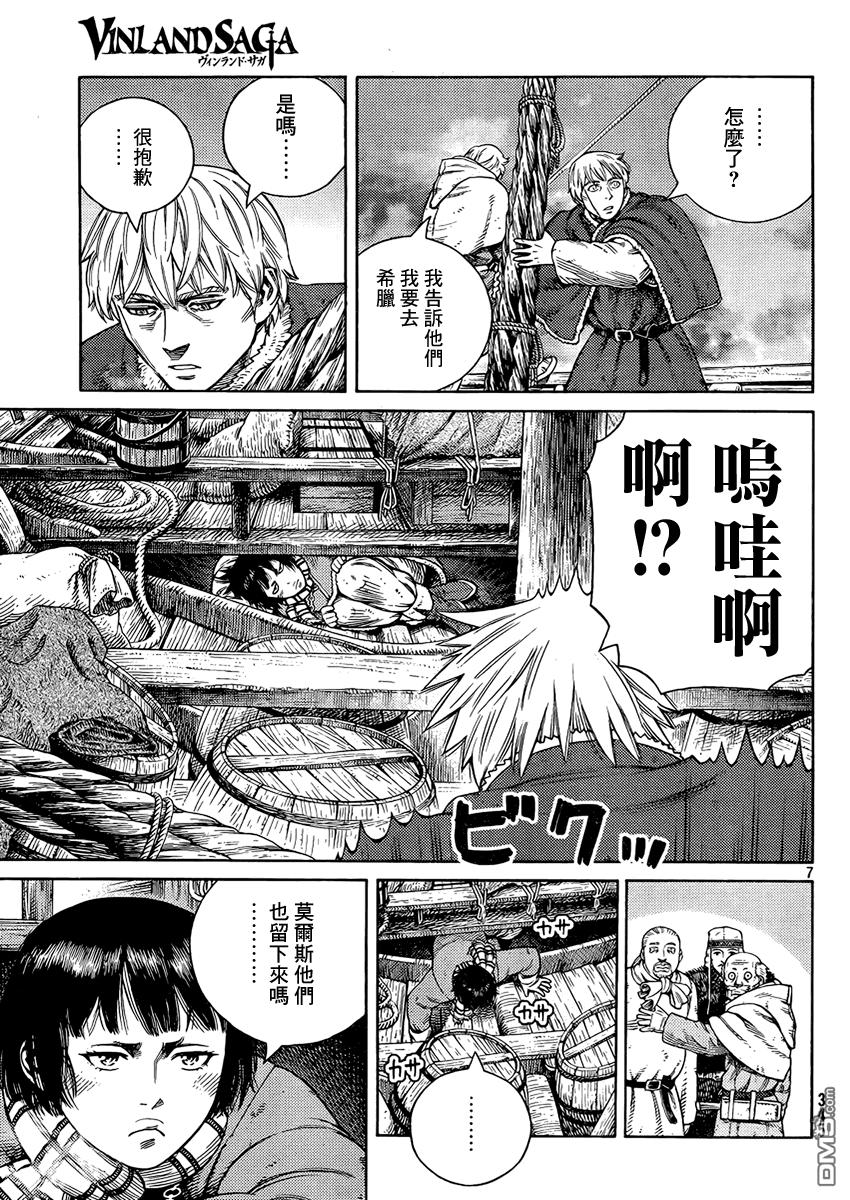 VINLAND SAGA
ヴィンランド・サガ
……
怎麼了？
我告訴他們
我要去
希臘
是嗎……
很抱歉
……
嗚哇啊
啊!?
ビクッ
7
カサ
カサ
カサ
……
莫爾斯他們
也留下來嗎
…………
DM5.com